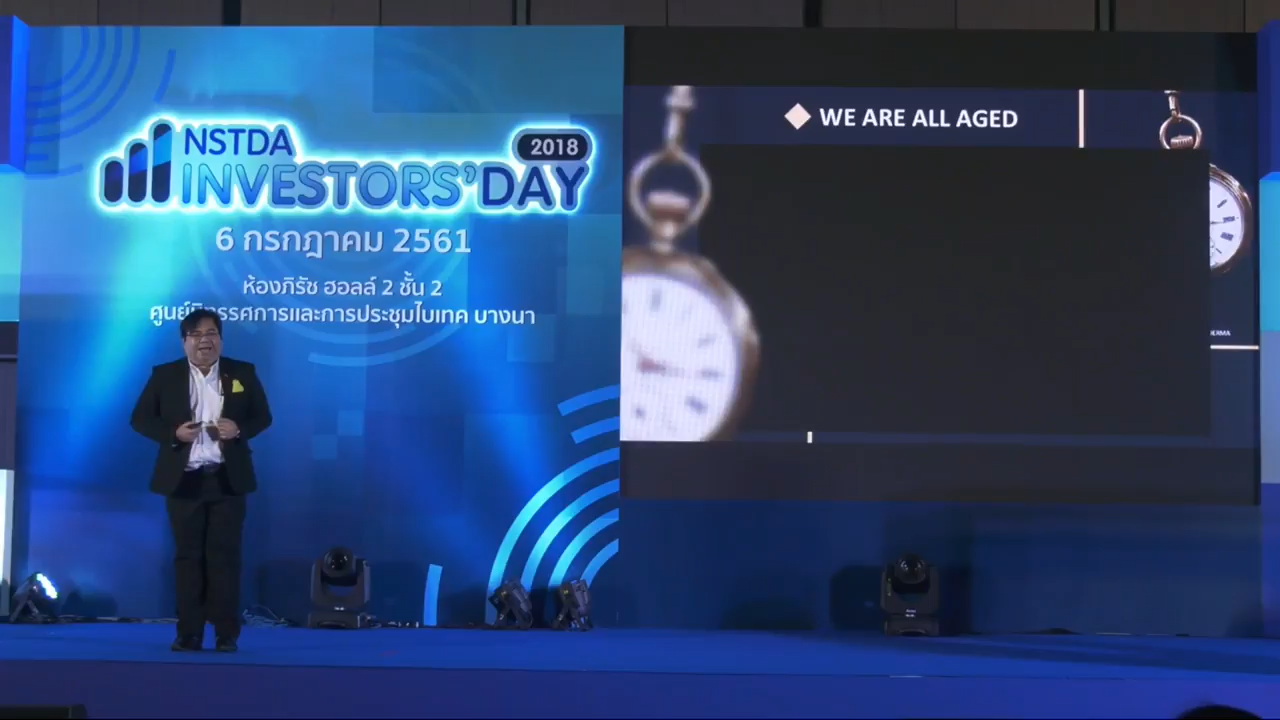 NSTDA
2018
INVESTORS' DAY
6 กรกฎาคม 2561
ห้องภิรัช ฮอลล์ 2 ชั้น 2
ศูนย์นิทรรศการและการประชุมไบเทค บางนา
WE ARE ALL AGED